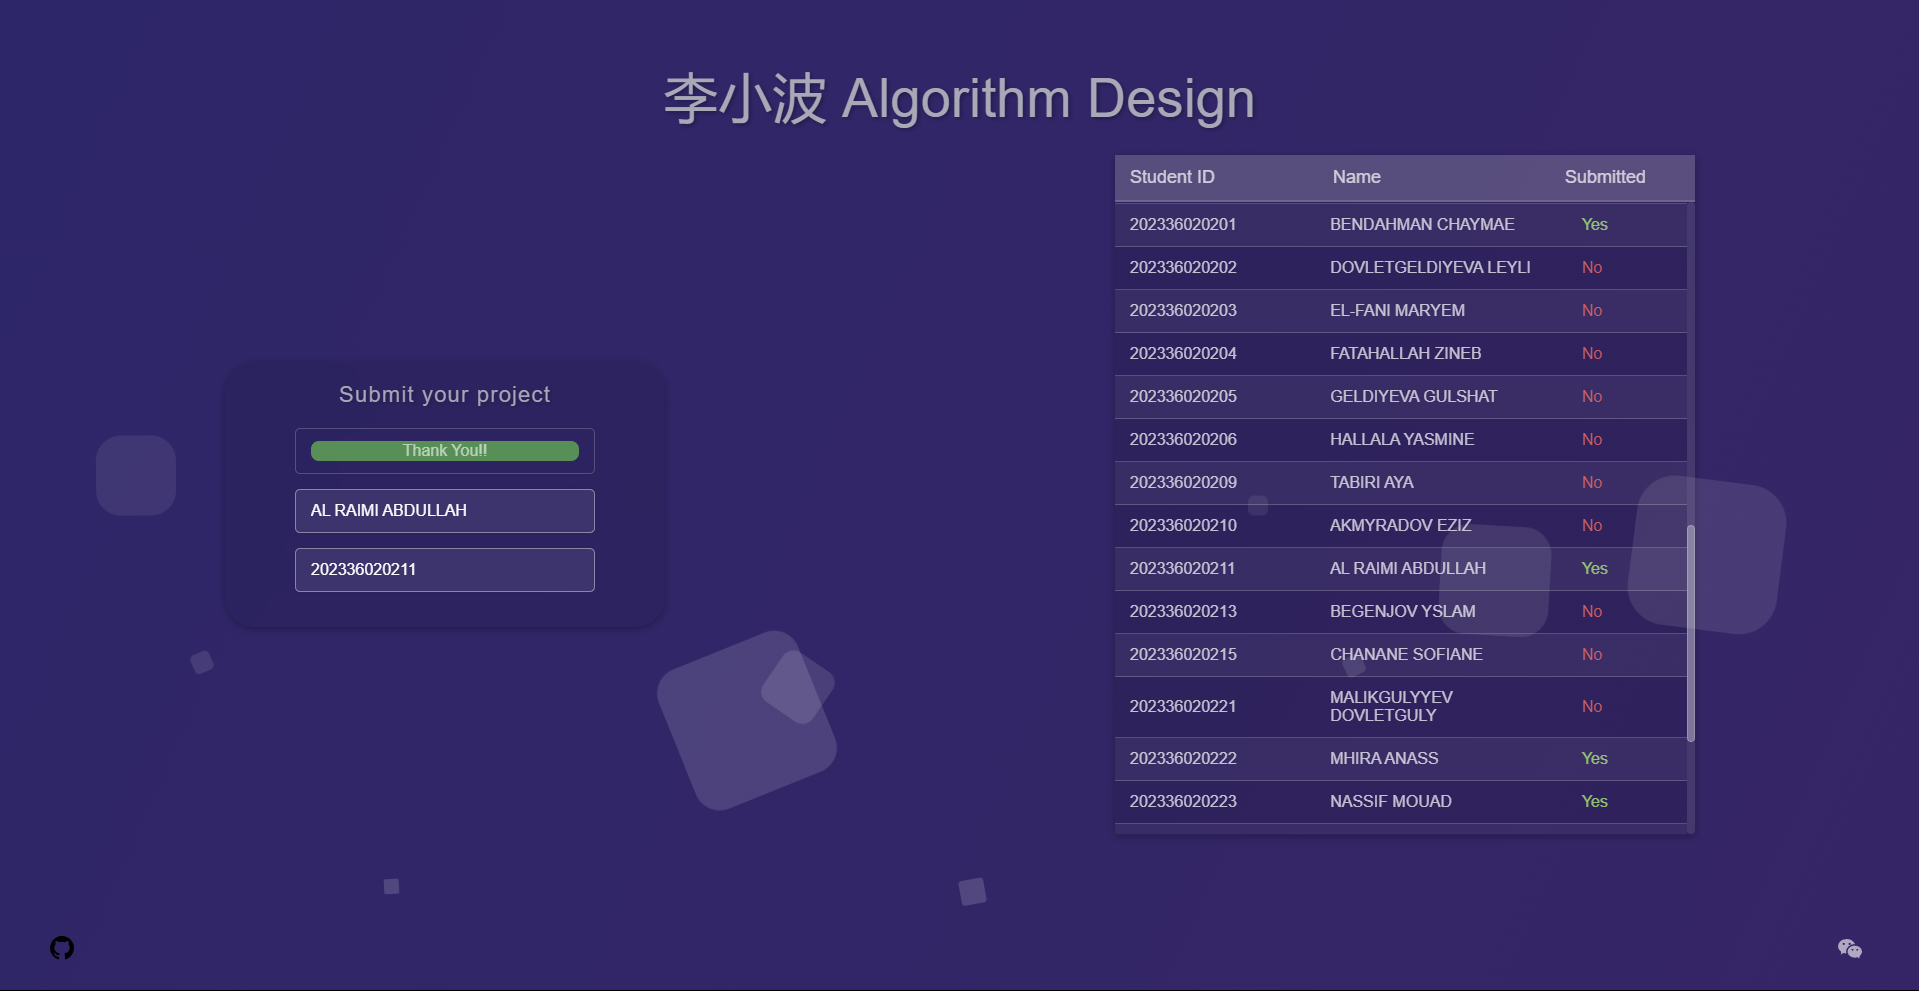 李小波 Algorithm Design
Submit your project
Thank You!!
AL RAIMI ABDULLAH
202336020211
Student ID Name Submitted
202336020201 BENDAHMAN CHAYMAE Yes
202336020202 DOVLETGELDIYEVA LEYLI No
202336020203 EL-FANI MARYEM No
202336020204 FATAHALLAH ZINEB No
202336020205 GELDIYEVA GULSHAT No
202336020206 HALLALA YASMINE No
202336020209 TABIRI AYA No
202336020210 AKMYRADOV EZIZ No
202336020211 AL RAIMI ABDULLAH Yes
202336020213 BEGENJOV YSLAM No
202336020215 CHANANE SOFIANE No
202336020221 MALIKGULYYEV
DOVLETGULY No
202336020222 MHIRA ANASS Yes
202336020223 NASSIF MOUAD Yes